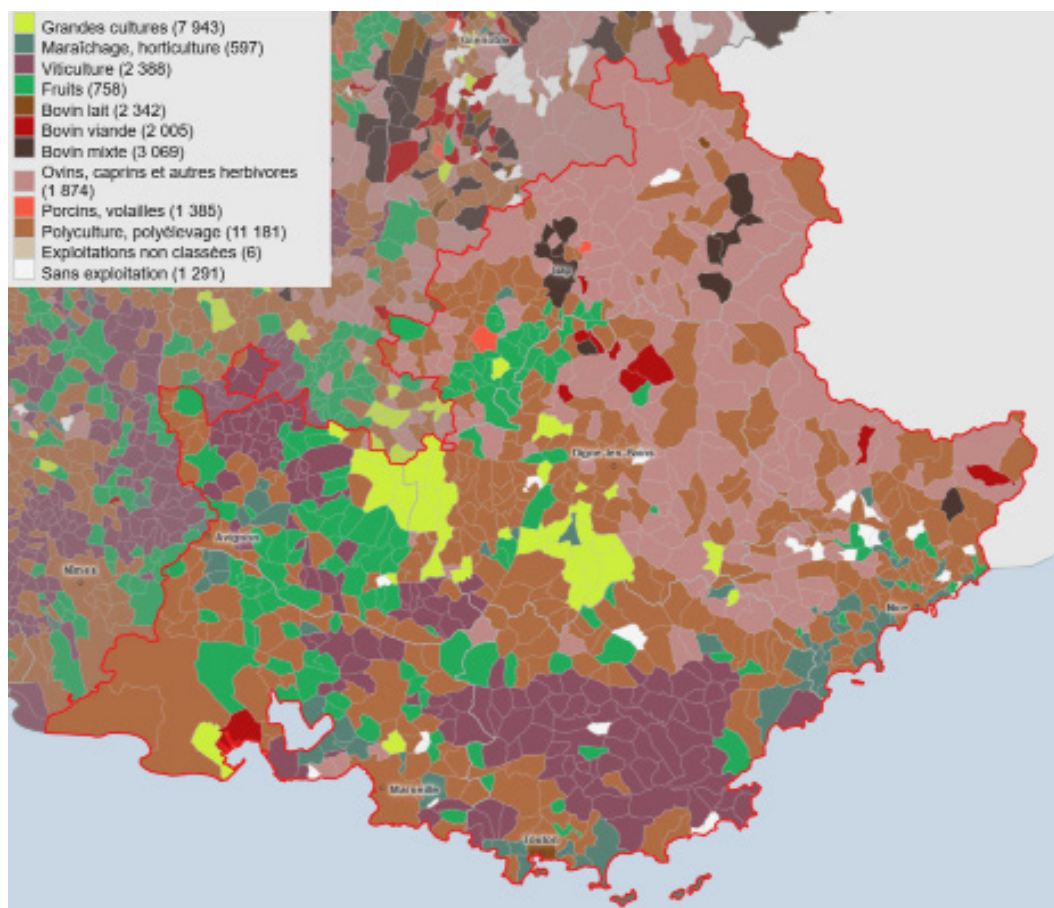 Grandes cultures (7 943)
Maraîchage, horticulture (597)
Viticulture (2 388)
Fruits (758)
Bovin lait (2 342)
Bovin viande (2 005)
Bovin mixte (3 069)
Ovins, caprins et autres herbivores
(1 874)
Porcins, volailles (1 385)
Polyculture, polyélevage (11 181)
Exploitations non classées (6)
Sans exploitation (1 291)
Grenoble
Gap
Digne-les-Bains
Avignon
Nîmes
Nice
Marseille
Toulon